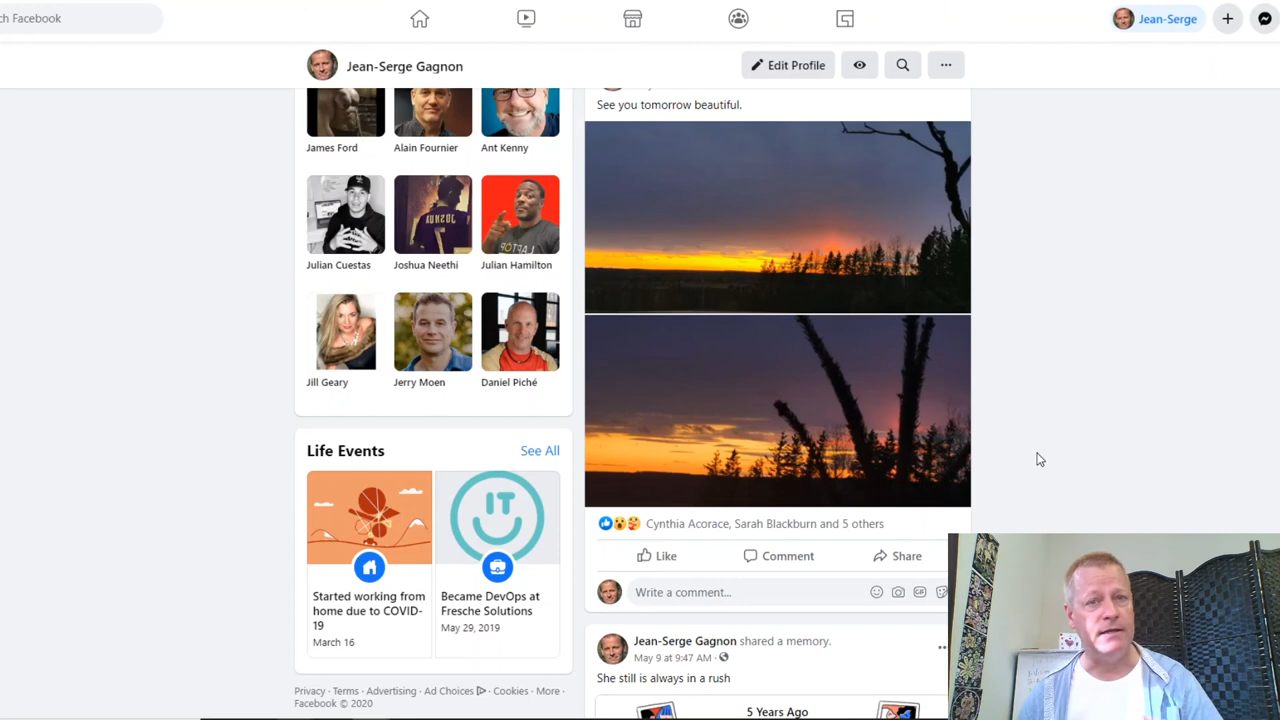 ch Facebook
Jean-Serge
Jean-Serge Gagnon
Edit Profile
James Ford
Alain Fournier
Ant Kenny
Julian Cuestas
Joshua Neethi
Julian Hamilton
Jill Geary
Jerry Moen
Daniel Piché
Life Events
See All
IT
Started working from
home due to COVID-
19
March 16
Became DevOps at
Fresche Solutions
May 29, 2019
Privacy · Terms · Advertising · Ad Choices · Cookies · More ·
Facebook © 2020
See you tomorrow beautiful.
Cynthia Acorace, Sarah Blackburn and 5 others
Like
Comment
Share
Write a comment...
GIF
Jean-Serge Gagnon shared a memory.
May 9 at 9:47 AM ·
She still is always in a rush
5 Years Ago